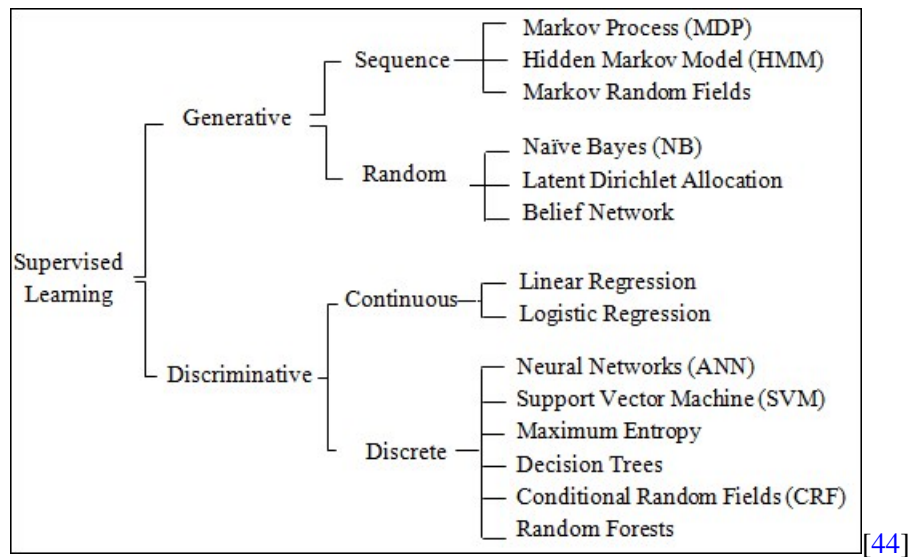 Markov Process (MDP)
Sequence
Hidden Markov Model (HMM)
Markov Random Fields
Generative
Naïve Bayes (NB)
Random
Latent Dirichlet Allocation
Belief Network
Supervised
Learning
Linear Regression
Continuous
Logistic Regression
Discriminative
Neural Networks (ANN)
Support Vector Machine (SVM)
Maximum Entropy
Discrete
Decision Trees
Conditional Random Fields (CRF)
Random Forests
[44]